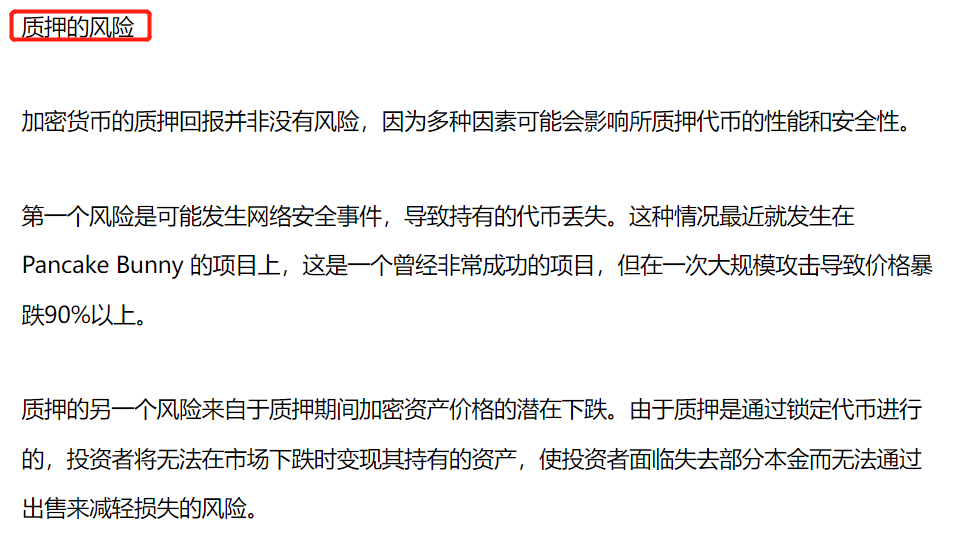 质押的风险
加密货币的质押回报并非没有风险，因为多种因素可能会影响所质押代币的性能和安全性。
第一个风险是可能发生网络安全事件，导致持有的代币丢失。这种情况最近就发生在
Pancake Bunny 的项目上，这是一个曾经非常成功的项目，但在一次大规模攻击导致价格暴
跌90%以上。
质押的另一个风险来自于质押期间加密资产价格的潜在下跌。由于质押是通过锁定代币进行
的，投资者将无法在市场下跌时变现其持有的资产，使投资者面临失去部分本金而无法通过
出售来减轻损失的风险。